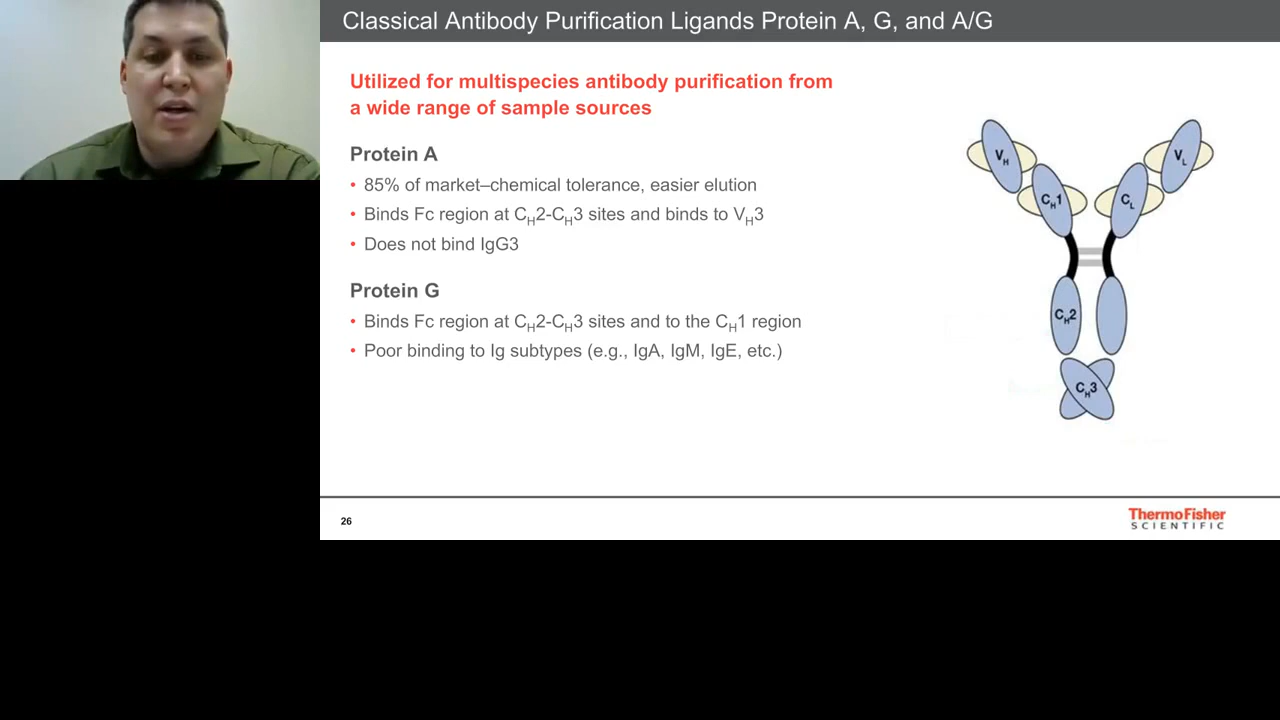 Classical Antibody Purification Ligands Protein A, G, and A/G
Utilized for multispecies antibody purification from
a wide range of sample sources
Protein A
• 85% of market–chemical tolerance, easier elution
• Binds Fc region at CH2-CH3 sites and binds to VH3
• Does not bind IgG3
Protein G
• Binds Fc region at CH2-CH3 sites and to the CH1 region
• Poor binding to Ig subtypes (e.g., IgA, IgM, IgE, etc.)
VH
VL
CH1
CL
CH2
CH3
26
ThermoFisher
SCIENTIFIC